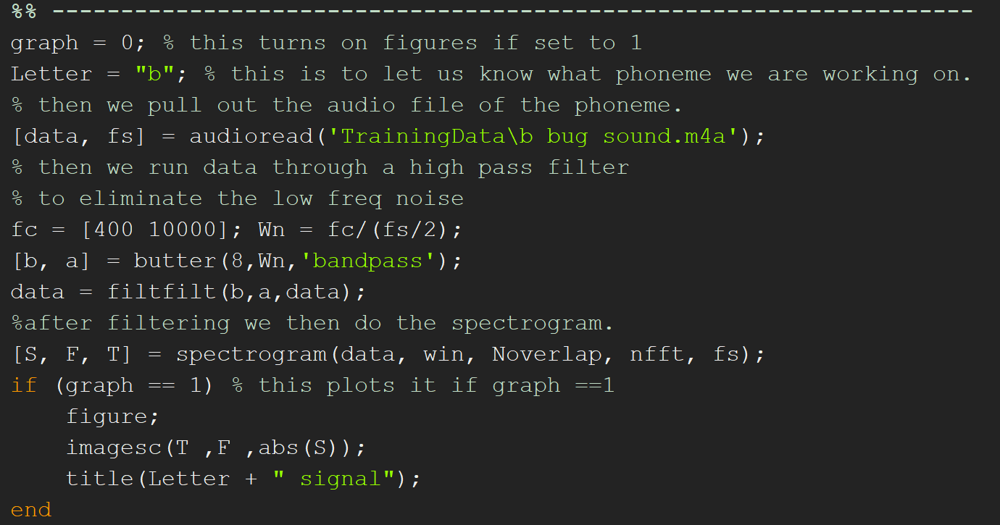 %% -------------------------------------------------------------------
graph = 0; % this turns on figures if set to 1
Letter = "b"; % this is to let us know what phoneme we are working on.
% then we pull out the audio file of the phoneme.
[data, fs] = audioread('TrainingData\b bug sound.m4a');
% then we run data through a high pass filter
% to eliminate the low freq noise
fc = [400 10000]; Wn = fc/(fs/2);
[b, a] = butter(8,Wn,'bandpass');
data = filtfilt(b,a,data);
%after filtering we then do the spectrogram.
[S, F, T] = spectrogram(data, win, Noverlap, nfft, fs);
if (graph == 1) % this plots it if graph ==1
    figure;
    imagesc(T ,F ,abs(S));
    title(Letter + " signal");
end